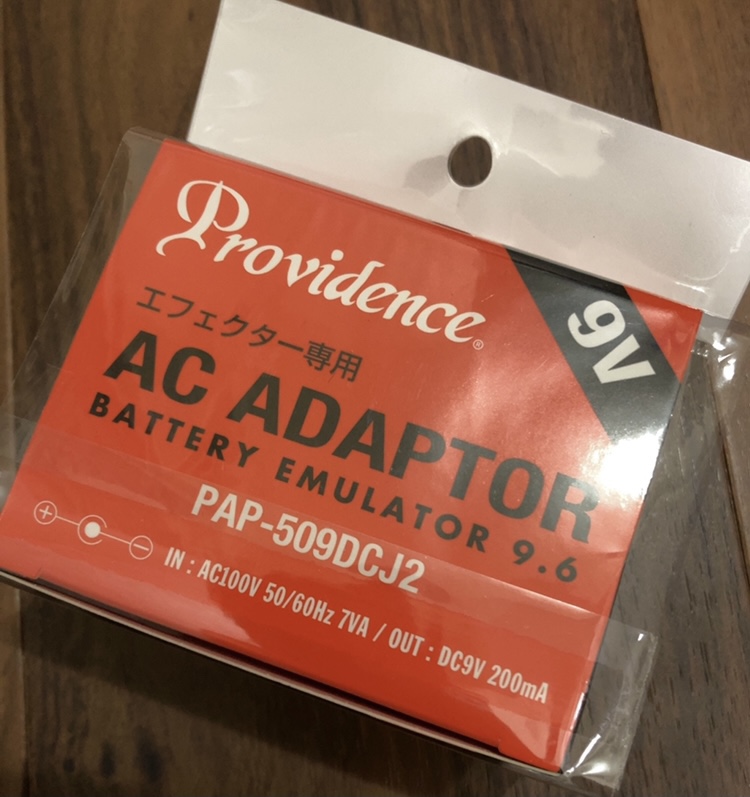 Providence®
9V
エフェクター専用
AC ADAPTOR
BATTERY EMULATOR 9.6
PAP-509DCJ2
IN : AC100V 50/60Hz 7VA / OUT : DC9V 200mA